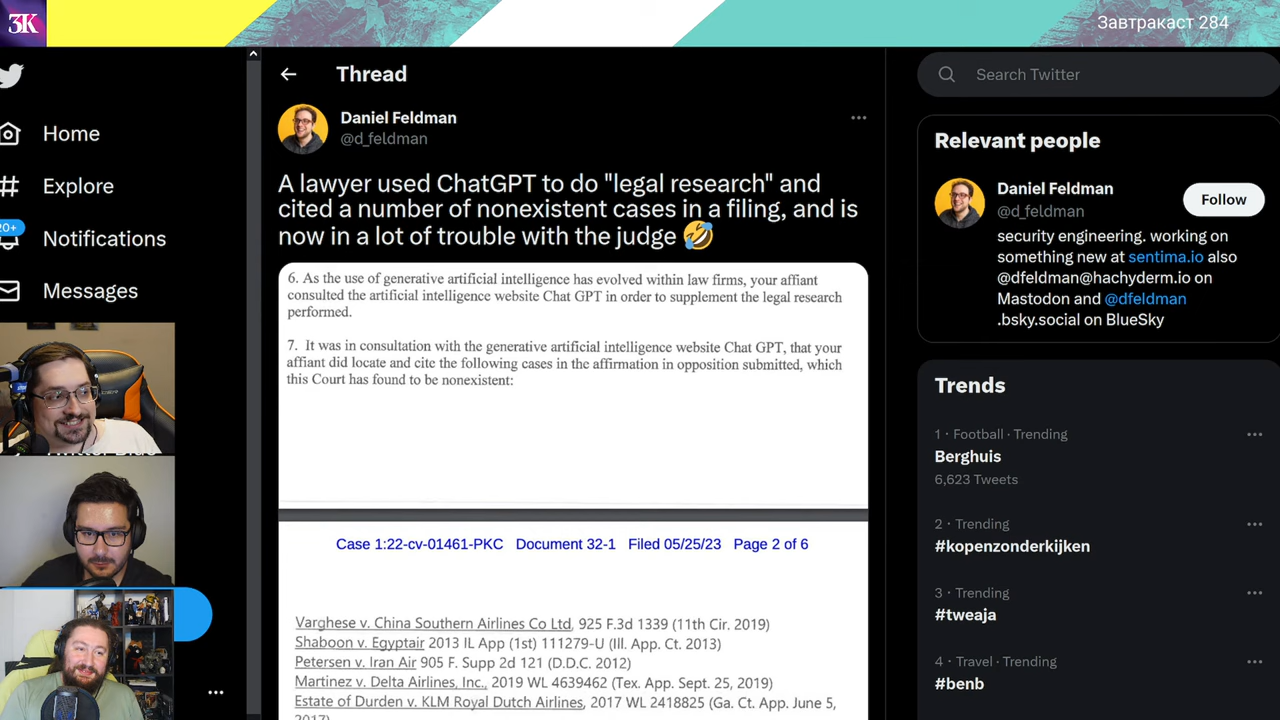 3K
Завтракаст 284
Thread
Search Twitter
Home
Explore
20+
Notifications
Messages
Daniel Feldman
@d_feldman
A lawyer used ChatGPT to do "legal research" and
cited a number of nonexistent cases in a filing, and is
now in a lot of trouble with the judge 🤣
6. As the use of generative artificial intelligence has evolved within law firms, your affiant
consulted the artificial intelligence website Chat GPT in order to supplement the legal research
performed.
7. It was in consultation with the generative artificial intelligence website Chat GPT, that your
affiant did locate and cite the following cases in the affirmation in opposition submitted, which
this Court has found to be nonexistent:
Case 1:22-cv-01461-PKC Document 32-1 Filed 05/25/23 Page 2 of 6
Varghese v. China Southern Airlines Co Ltd, 925 F.3d 1339 (11th Cir. 2019)
Shaboon v. Egyptair 2013 IL App (1st) 111279-U (Ill. App. Ct. 2013)
Petersen v. Iran Air 905 F. Supp 2d 121 (D.D.C. 2012)
Martinez v. Delta Airlines, Inc., 2019 WL 4639462 (Tex. App. Sept. 25, 2019)
Estate of Durden v. KLM Royal Dutch Airlines, 2017 WL 2418825 (Ga. Ct. App. June 5,
Relevant people
Daniel Feldman
@d_feldman
Follow
security engineering. working on
something new at sentima.io also
@dfeldman@hachyderm.io on
Mastodon and @dfeldman
.bsky.social on BlueSky
Trends
1 · Football · Trending
Berghuis
6,623 Tweets
2 · Trending
#kopenzonderkijken
3 · Trending
#tweaja
4 · Travel · Trending
#benb